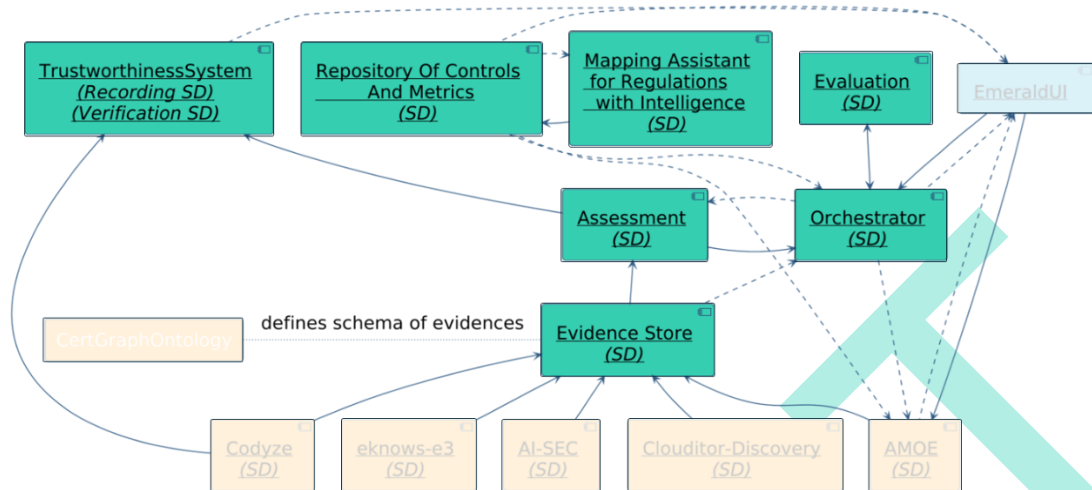 TrustworthinessSystem
(Recording SD)
(Verification SD)
Repository Of Controls
And Metrics
(SD)
Mapping Assistant
for Regulations
with Intelligence
(SD)
Evaluation
(SD)
EmeraldUI
Assessment
(SD)
Orchestrator
(SD)
CertGraphOntology
defines schema of evidences
Evidence Store
(SD)
Codyze
(SD)
eknows-e3
(SD)
AI-SEC
(SD)
Clouditor-Discovery
(SD)
AMOE
(SD)